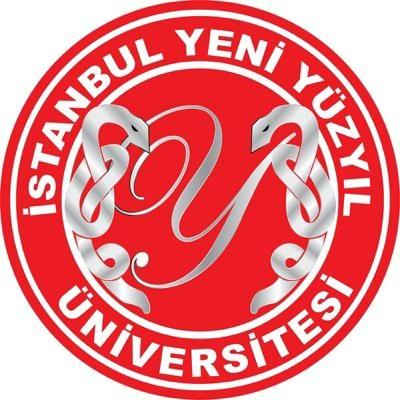 İSTANBUL YENİ YÜZYIL
ÜNİVERSİTESİ
Y